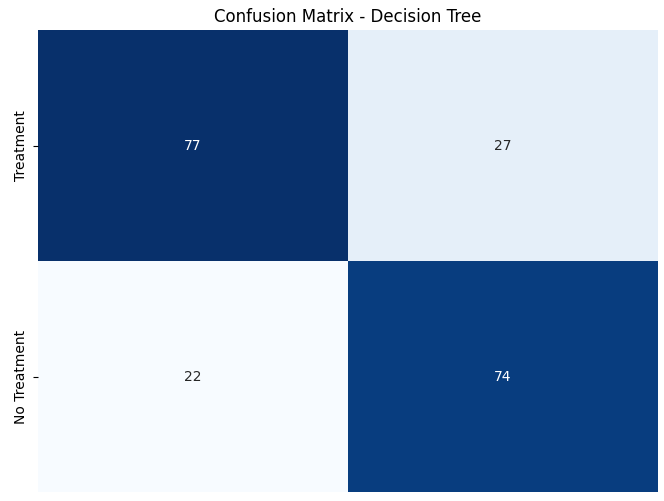 Confusion Matrix - Decision Tree
Treatment
77
27
No Treatment
22
74